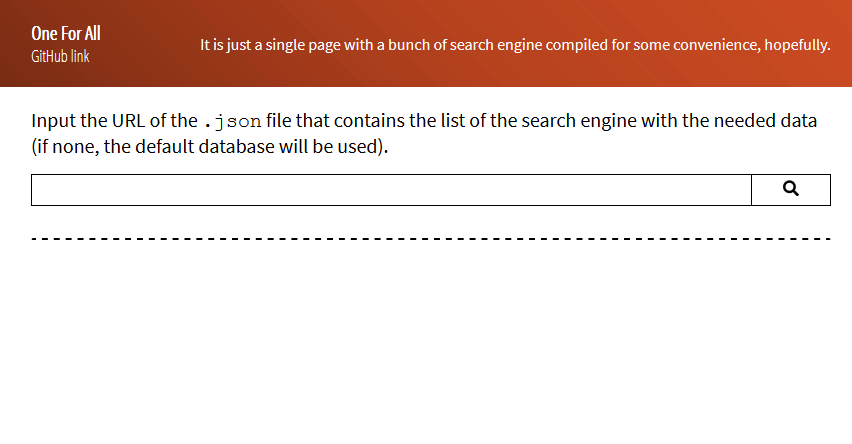 One For All
GitHub link
It is just a single page with a bunch of search engine compiled for some convenience, hopefully.
Input the URL of the .json file that contains the list of the search engine with the needed data
(if none, the default database will be used).